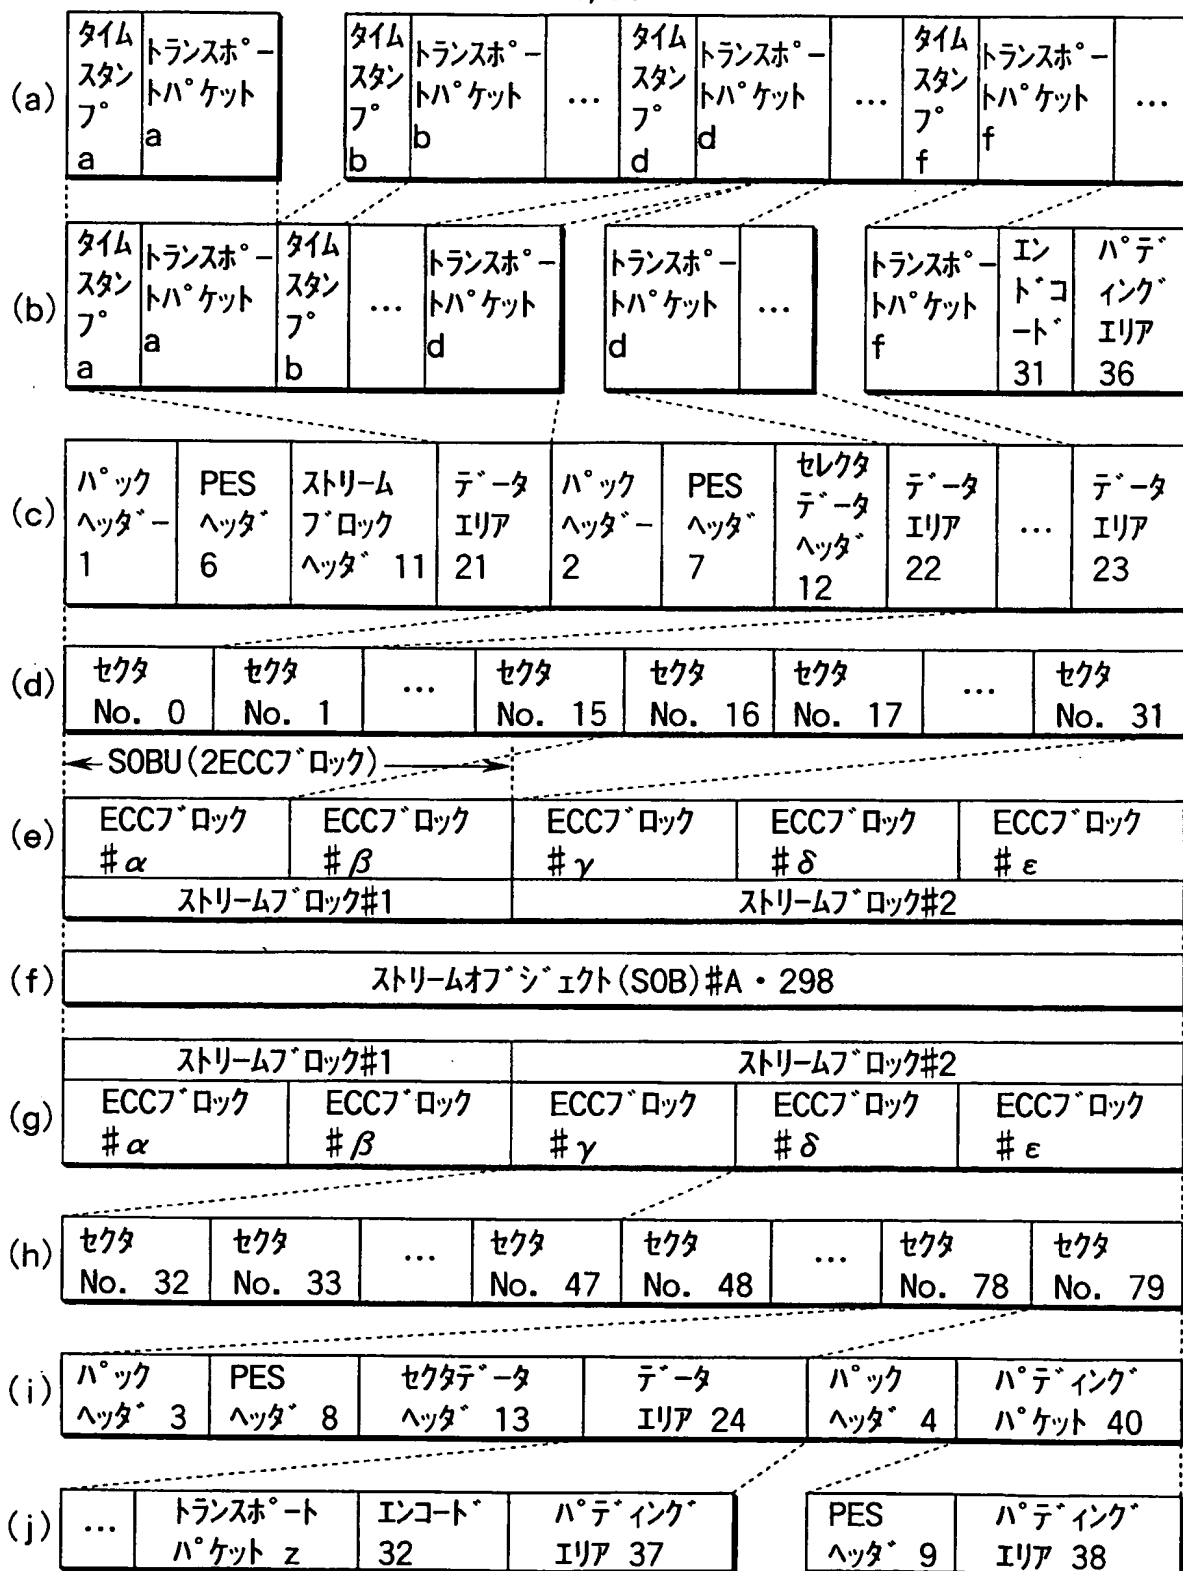 (a)
タイム
スタン
プ
a
トランスポー
トパケット
a
タイム
スタン
プ
b
トランスポー
トパケット
b
…
タイム
スタン
プ
d
トランスポー
トパケット
d
…
タイム
スタン
プ
f
トランスポー
トパケット
f
…
(b)
タイム
スタン
プ
a
トランスポー
トパケット
a
タイム
スタン
プ
b
…
トランスポー
トパケット
d
トランスポー
トパケット
d
…
トランスポー
トパケット
f
エン
ドコ
ード
31
パデ
ィング
エリア
36
(c)
パック
ヘッダー
1
PES
ヘッダ
6
ストリーム
ブロック
ヘッダ 11
データ
エリア
21
パック
ヘッダー
2
PES
ヘッダ
7
セレクタ
データ
ヘッダ
12
データ
エリア
22
…
データ
エリア
23
(d)
セクタ
No. 0
セクタ
No. 1
…
セクタ
No. 15
セクタ
No. 16
セクタ
No. 17
…
セクタ
No. 31
SOBU(2ECCブロック)
(e)
ECCブロック
#α
ECCブロック
#β
ECCブロック
#γ
ECCブロック
#δ
ECCブロック
#ε
ストリームブロック#1
ストリームブロック#2
(f)
ストリームオブジェクト(SOB)#A・298
ストリームブロック#1
ストリームブロック#2
(g)
ECCブロック
#α
ECCブロック
#β
ECCブロック
#γ
ECCブロック
#δ
ECCブロック
#ε
(h)
セクタ
No. 32
セクタ
No. 33
…
セクタ
No. 47
セクタ
No. 48
…
セクタ
No. 78
セクタ
No. 79
(i)
パック
ヘッダ 3
PES
ヘッダ 8
セクタデータ
ヘッダ 13
データ
エリア 24
パック
ヘッダ 4
パディング
パケット 40
(j)
…
トランスポート
パケット z
エンコード
32
パディング
エリア 37
PES
ヘッダ 9
パディング
エリア 38